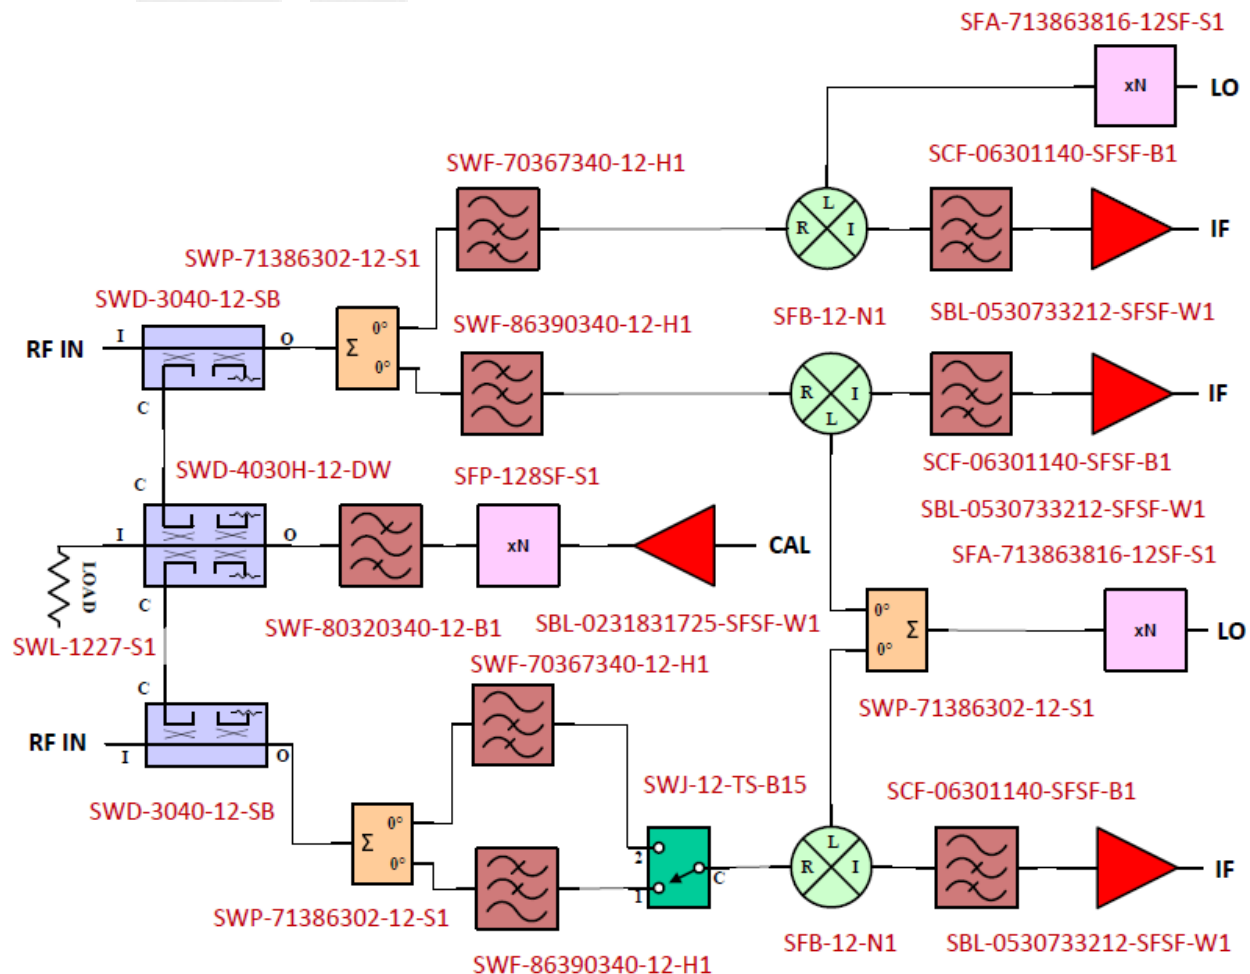 SFA-713863816-12SF-S1
xN
LO
SWF-70367340-12-H1
SCF-06301140-SFSF-B1
L
R
I
IF
SWP-71386302-12-S1
SWD-3040-12-SB
SWF-86390340-12-H1
SFB-12-N1
SBL-0530733212-SFSF-W1
RF IN
I
O
Σ
0°
0°
C
R
I
L
IF
SWD-4030H-12-DW
SFP-128SF-S1
SCF-06301140-SFSF-B1
C
SBL-0530733212-SFSF-W1
I
O
xN
CAL
SFA-713863816-12SF-S1
LOAD
C
SWF-80320340-12-B1
SBL-0231831725-SFSF-W1
0°
0°
Σ
xN
LO
SWL-1227-S1
SWF-70367340-12-H1
C
SWP-71386302-12-S1
RF IN
I
O
SWJ-12-TS-B15
SCF-06301140-SFSF-B1
SWD-3040-12-SB
Σ
0°
0°
2
1
C
L
R
I
IF
SWP-71386302-12-S1
SWF-86390340-12-H1
SFB-12-N1
SBL-0530733212-SFSF-W1